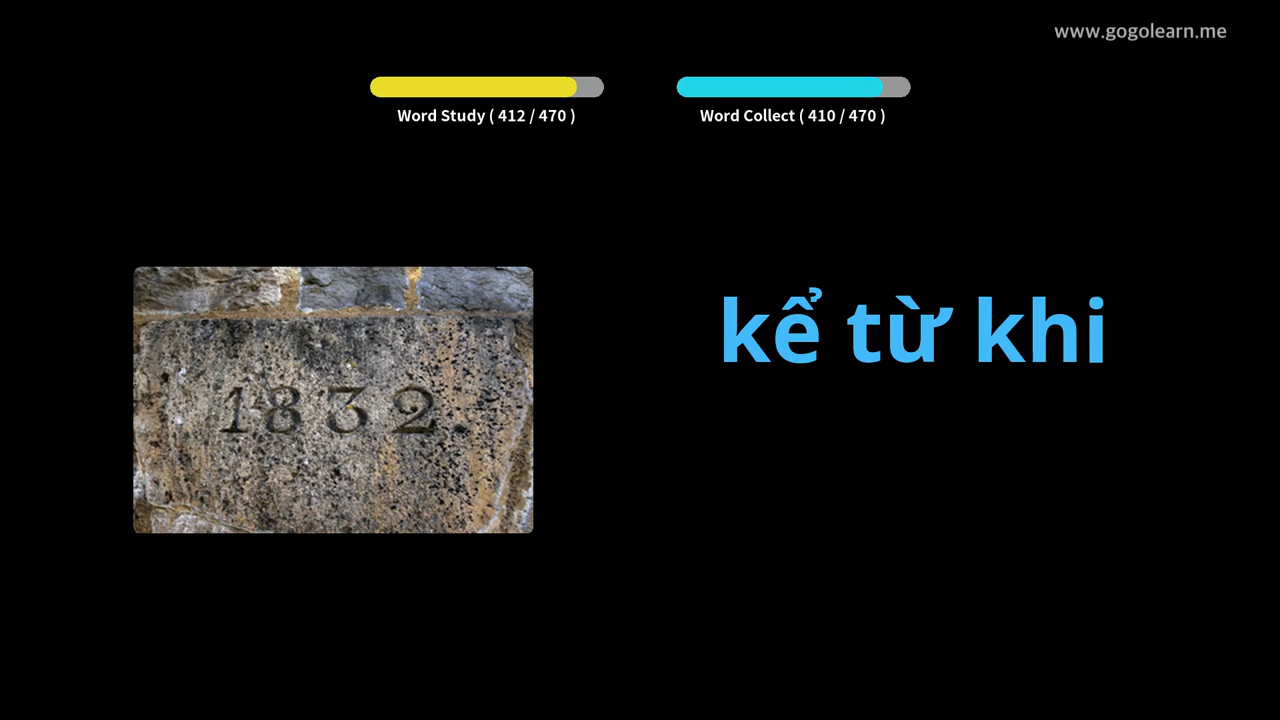 www.gogolearn.me
Word Study ( 412 / 470 )
Word Collect ( 410 / 470 )
kể từ khi
1832.